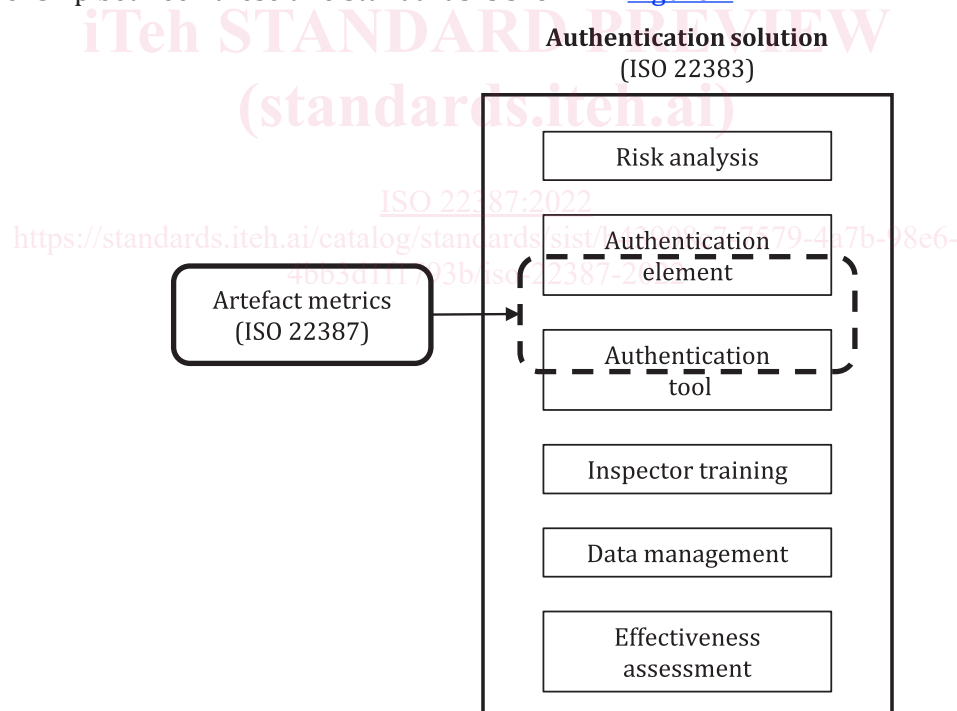 iTeh STANDARD PREVIEW
Authentication solution
(ISO 22383)
(standards.iteh.ai)
Risk analysis
ISO 22387:2022
Authentication
element
Artefact metrics
(ISO 22387)
Authentication
tool
Inspector training
Data management
Effectiveness
assessment